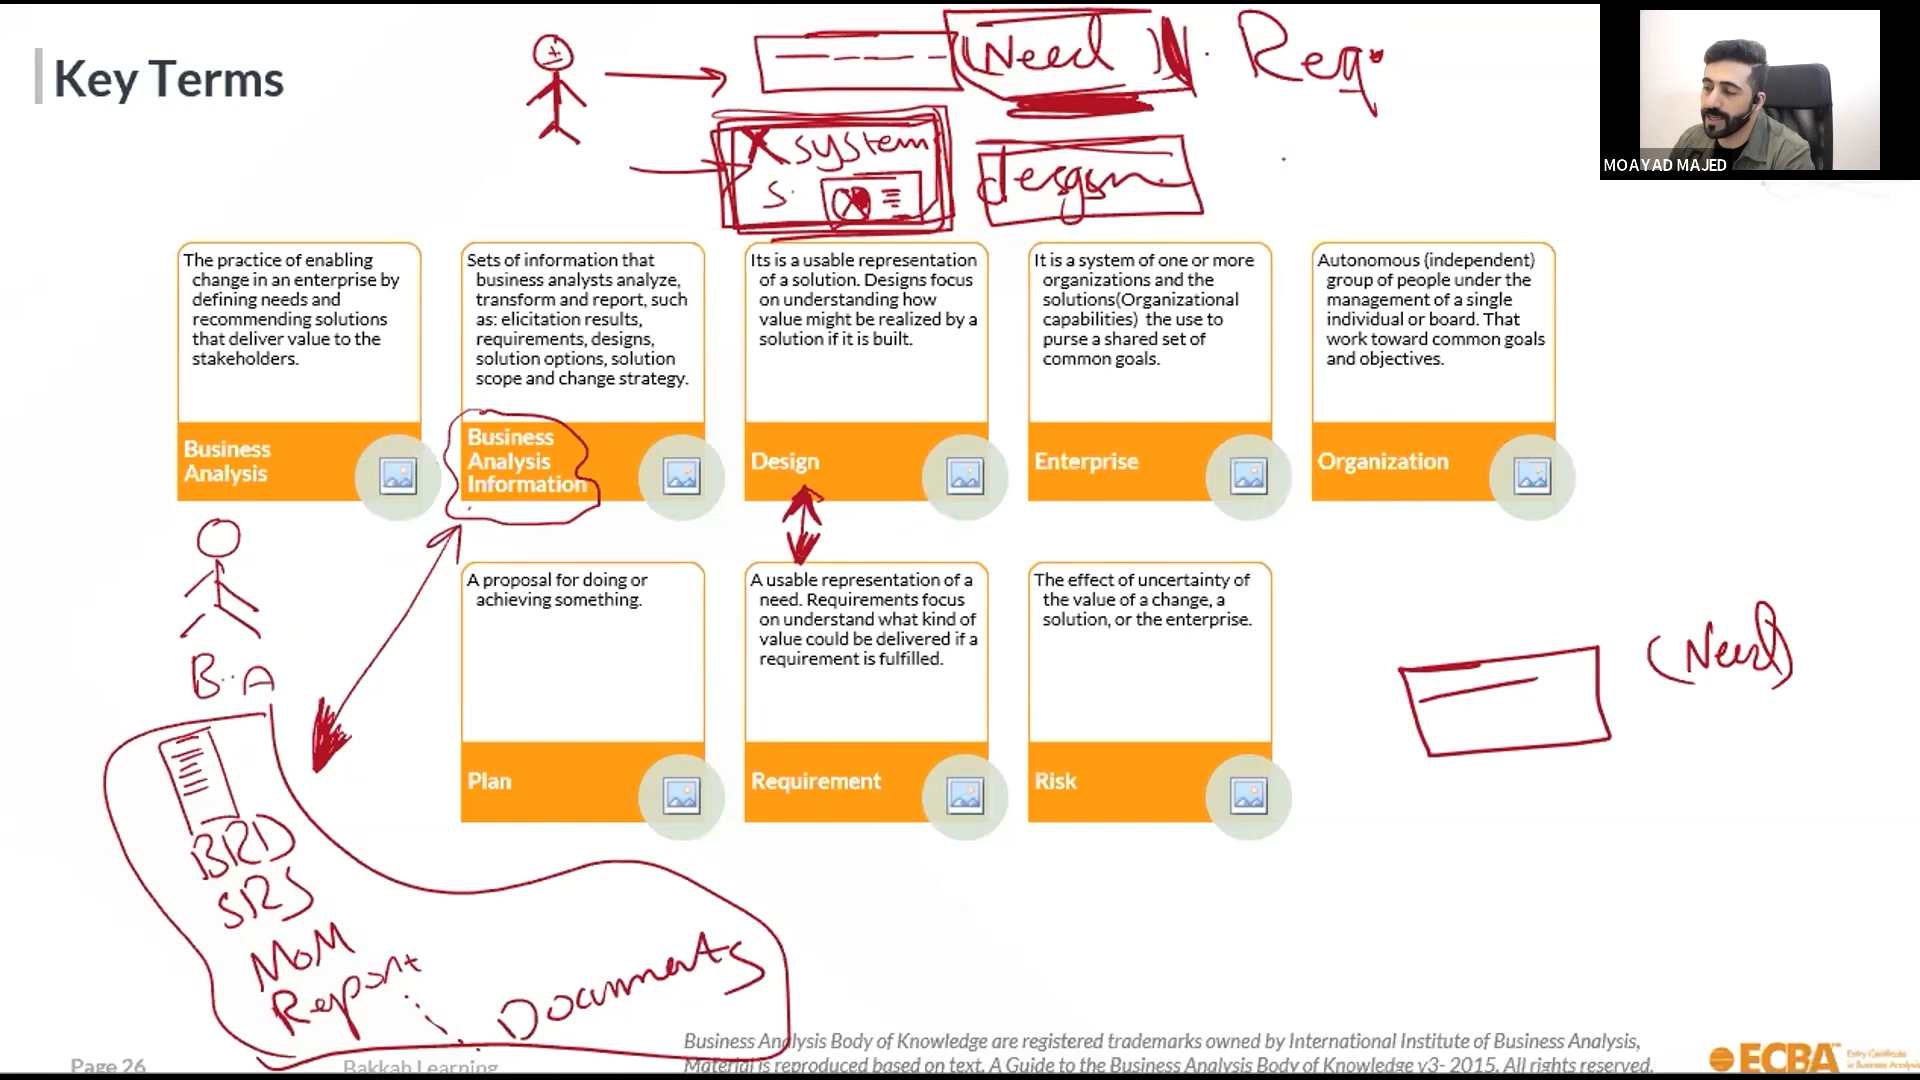 Key Terms
(Need)
Req.
X system
S.
design
MOAYAD MAJED
The practice of enabling
change in an enterprise by
defining needs and
recommending solutions
that deliver value to the
stakeholders.
Business
Analysis
Sets of information that
business analysts analyze,
transform and report, such
as: elicitation results,
requirements, designs,
solution options, solution
scope and change strategy.
Business
Analysis
Information
Its is a usable representation
of a solution. Designs focus
on understanding how
value might be realized by a
solution if it is built.
Design
It is a system of one or more
organizations and the
solutions(Organizational
capabilities) the use to
purse a shared set of
common goals.
Enterprise
Autonomous (independent)
group of people under the
management of a single
individual or board. That
work toward common goals
and objectives.
Organization
A proposal for doing or
achieving something.
Plan
A usable representation of a
need. Requirements focus
on understand what kind of
value could be delivered if a
requirement is fulfilled.
Requirement
The effect of uncertainty of
the value of a change, a
solution, or the enterprise.
Risk
(Need)
B.A
BRD
SRS
MoM
Report
Documents
Page 26
Bakkah Learning
Business Analysis Body of Knowledge are registered trademarks owned by International Institute of Business Analysis,
Material is reproduced based on text, A Guide to the Business Analysis Body of Knowledge v3- 2015. All rights reserved.
ECBA
Entry Certificate
in Business Analysis